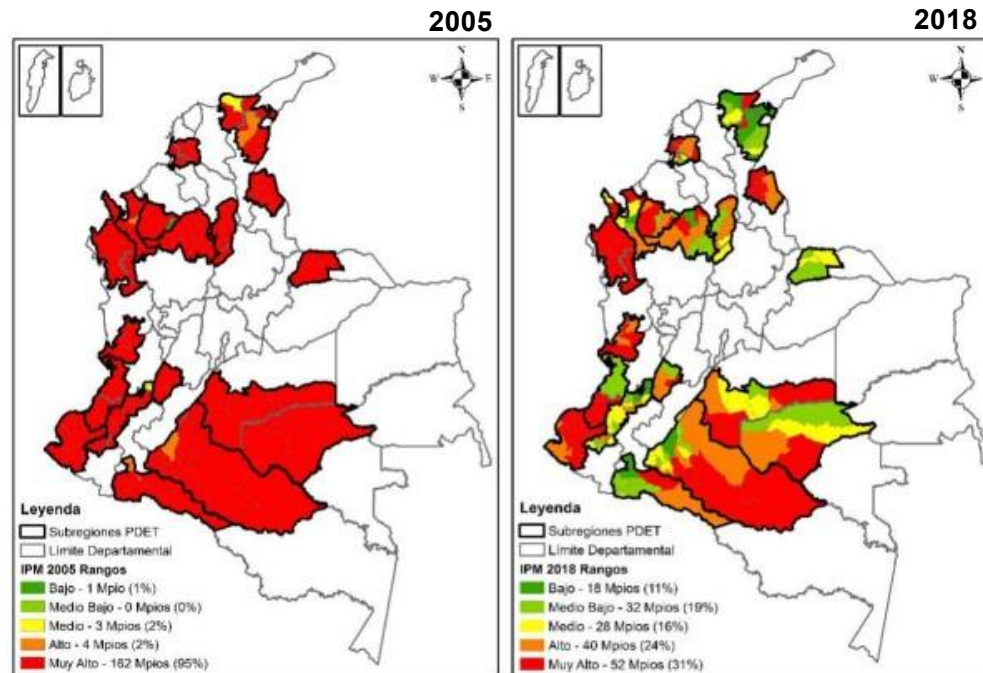 2005
2018
N
W E
S
N
W E
S
Leyenda
Subregiones PDET
Límite Departamental
IPM 2005 Rangos
Bajo - 1 Mpio (1%)
Medio Bajo - 0 Mpios (0%)
Medio - 3 Mpios (2%)
Alto - 4 Mpios (2%)
Muy Alto - 162 Mpios (95%)
Leyenda
Subregiones PDET
Límite Departamental
IPM 2018 Rangos
Bajo - 18 Mpios (11%)
Medio Bajo - 32 Mpios (19%)
Medio - 28 Mpios (16%)
Alto - 40 Mpios (24%)
Muy Alto - 52 Mpios (31%)